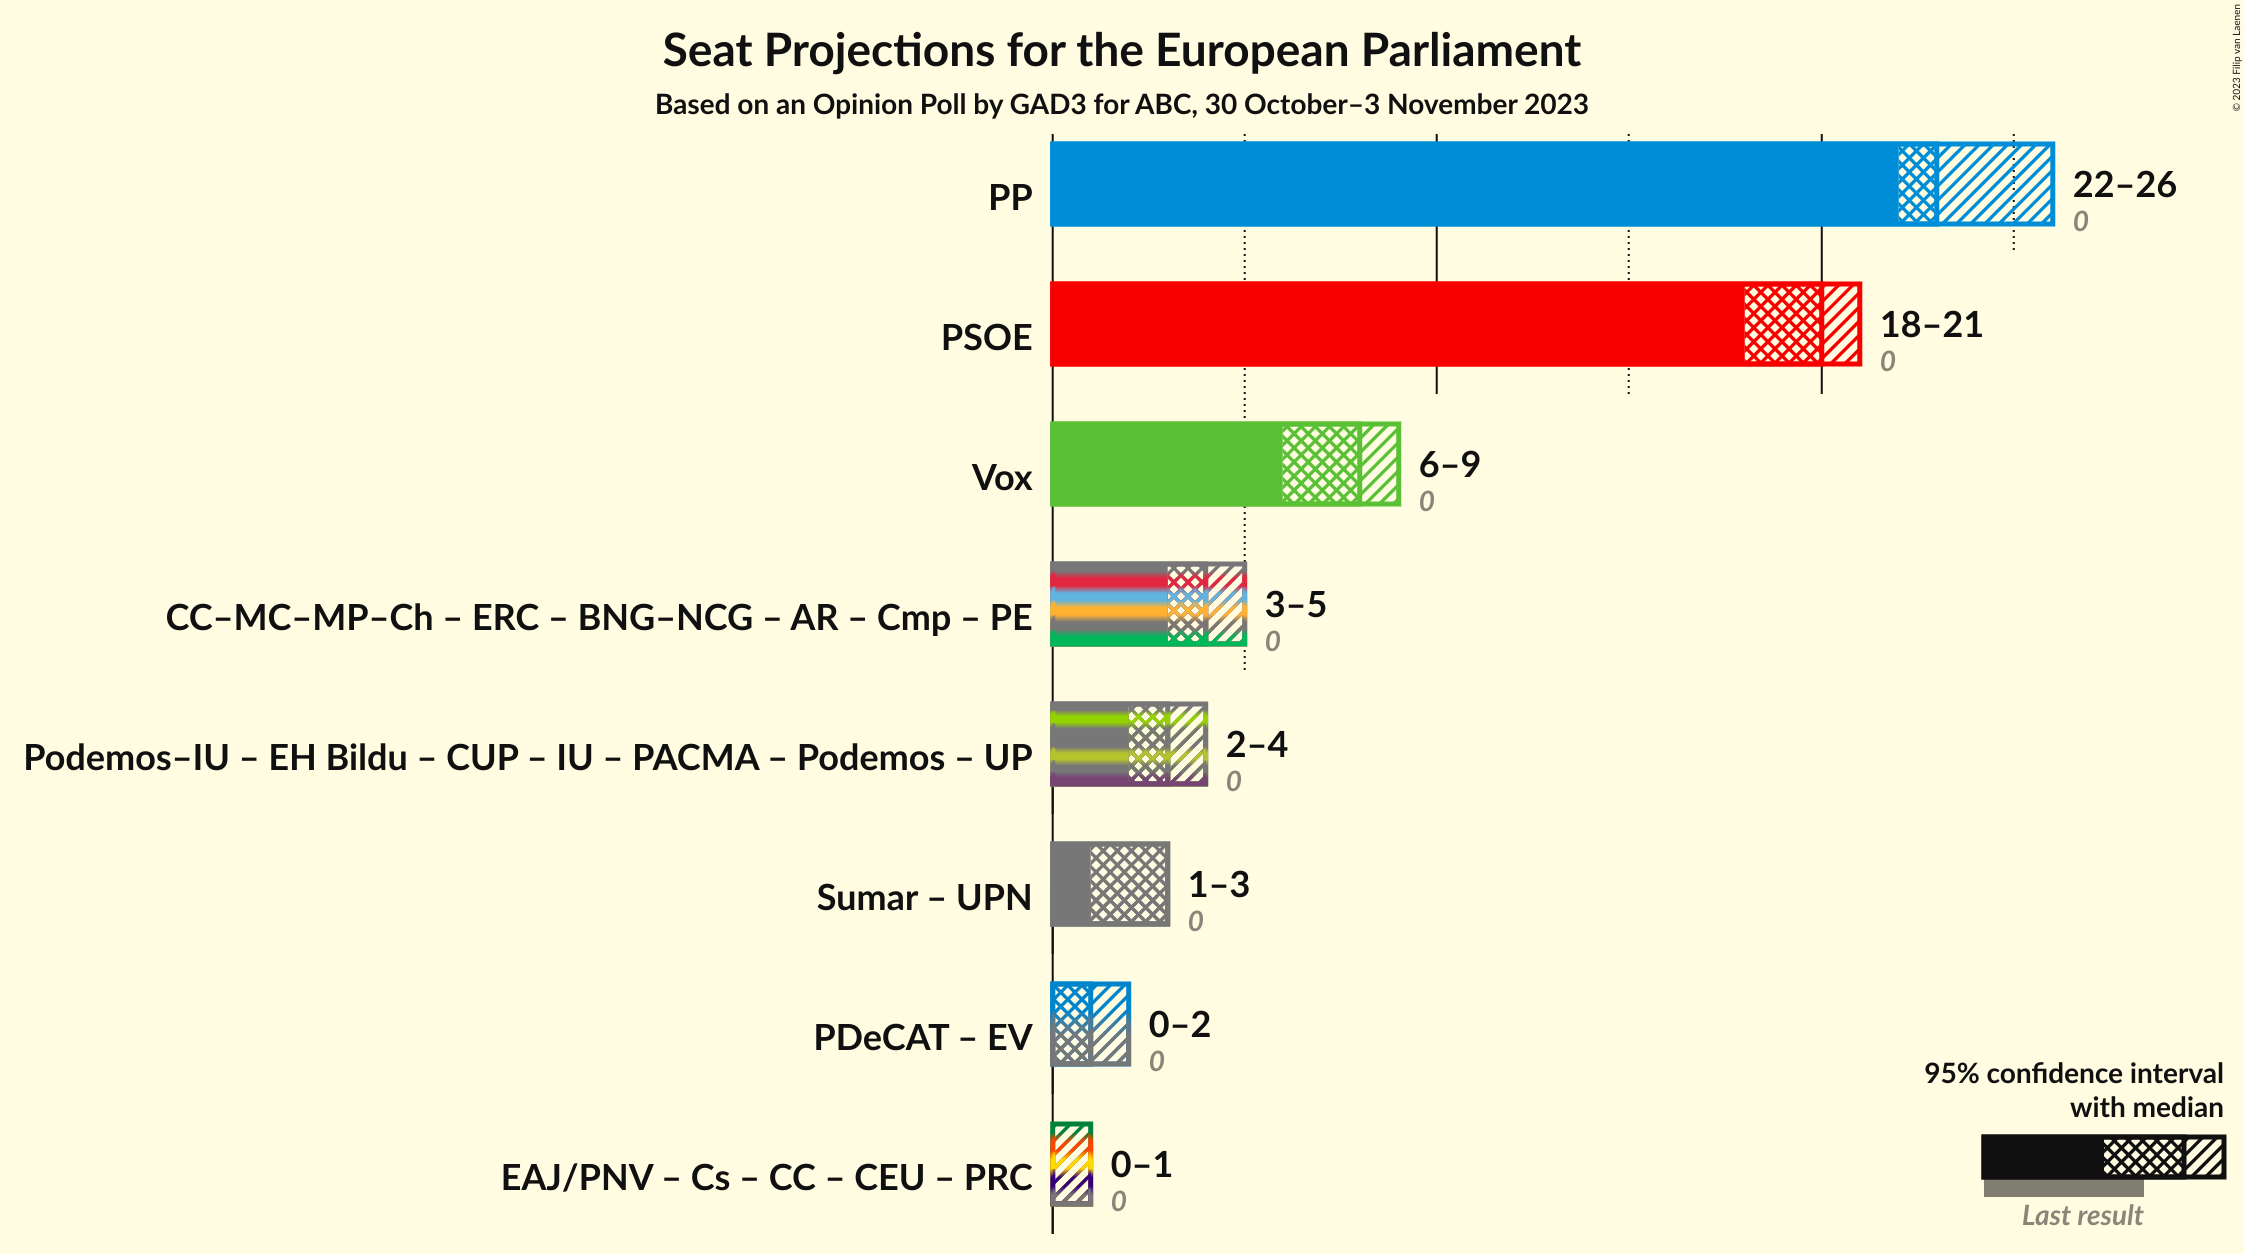 Seat Projections for the European Parliament
Based on an Opinion Poll by GAD3 for ABC, 30 October–3 November 2023
© 2023 Filip van Laenen
PP
22–26
0
PSOE
18–21
0
Vox
6–9
0
CC–MC–MP–Ch – ERC – BNG–NCG – AR – Cmp – PE
3–5
0
Podemos–IU – EH Bildu – CUP – IU – PACMA – Podemos – UP
2–4
0
Sumar – UPN
1–3
0
PDeCAT – EV
0–2
0
EAJ/PNV – Cs – CC – CEU – PRC
0–1
0
95% confidence interval
with median
Last result